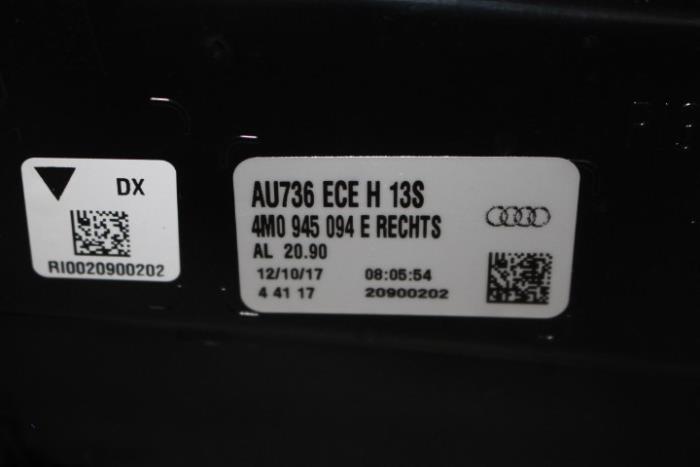 DX
RI0020900202
AU736 ECE H 13S
4M0 945 094 E RECHTS
AL 20.90
12/10/17 08:05:54
4 41 17 20900202